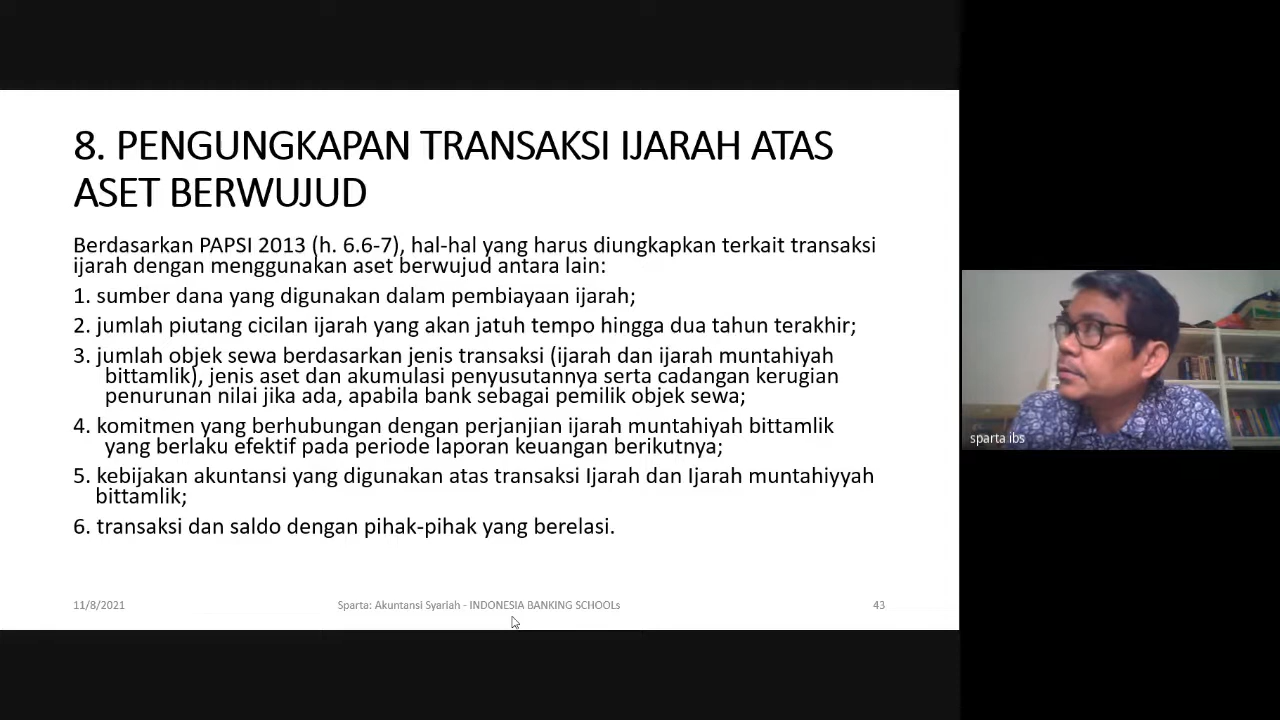 8. PENGUNGKAPAN TRANSAKSI IJARAH ATAS
ASET BERWUJUD
Berdasarkan PAPSI 2013 (h. 6.6-7), hal-hal yang harus diungkapkan terkait transaksi
ijarah dengan menggunakan aset berwujud antara lain:
1. sumber dana yang digunakan dalam pembiayaan ijarah;
2. jumlah piutang cicilan ijarah yang akan jatuh tempo hingga dua tahun terakhir;
3. jumlah objek sewa berdasarkan jenis transaksi (ijarah dan ijarah muntahiyah
bittamlik), jenis aset dan akumulasi penyusutannya serta cadangan kerugian
penurunan nilai jika ada, apabila bank sebagai pemilik objek sewa;
4. komitmen yang berhubungan dengan perjanjian ijarah muntahiyah bittamlik
yang berlaku efektif pada periode laporan keuangan berikutnya;
5. kebijakan akuntansi yang digunakan atas transaksi Ijarah dan Ijarah muntahiyyah
bittamlik;
6. transaksi dan saldo dengan pihak-pihak yang berelasi.
11/8/2021
Sparta: Akuntansi Syariah - INDONESIA BANKING SCHOOLs
43
sparta ibs